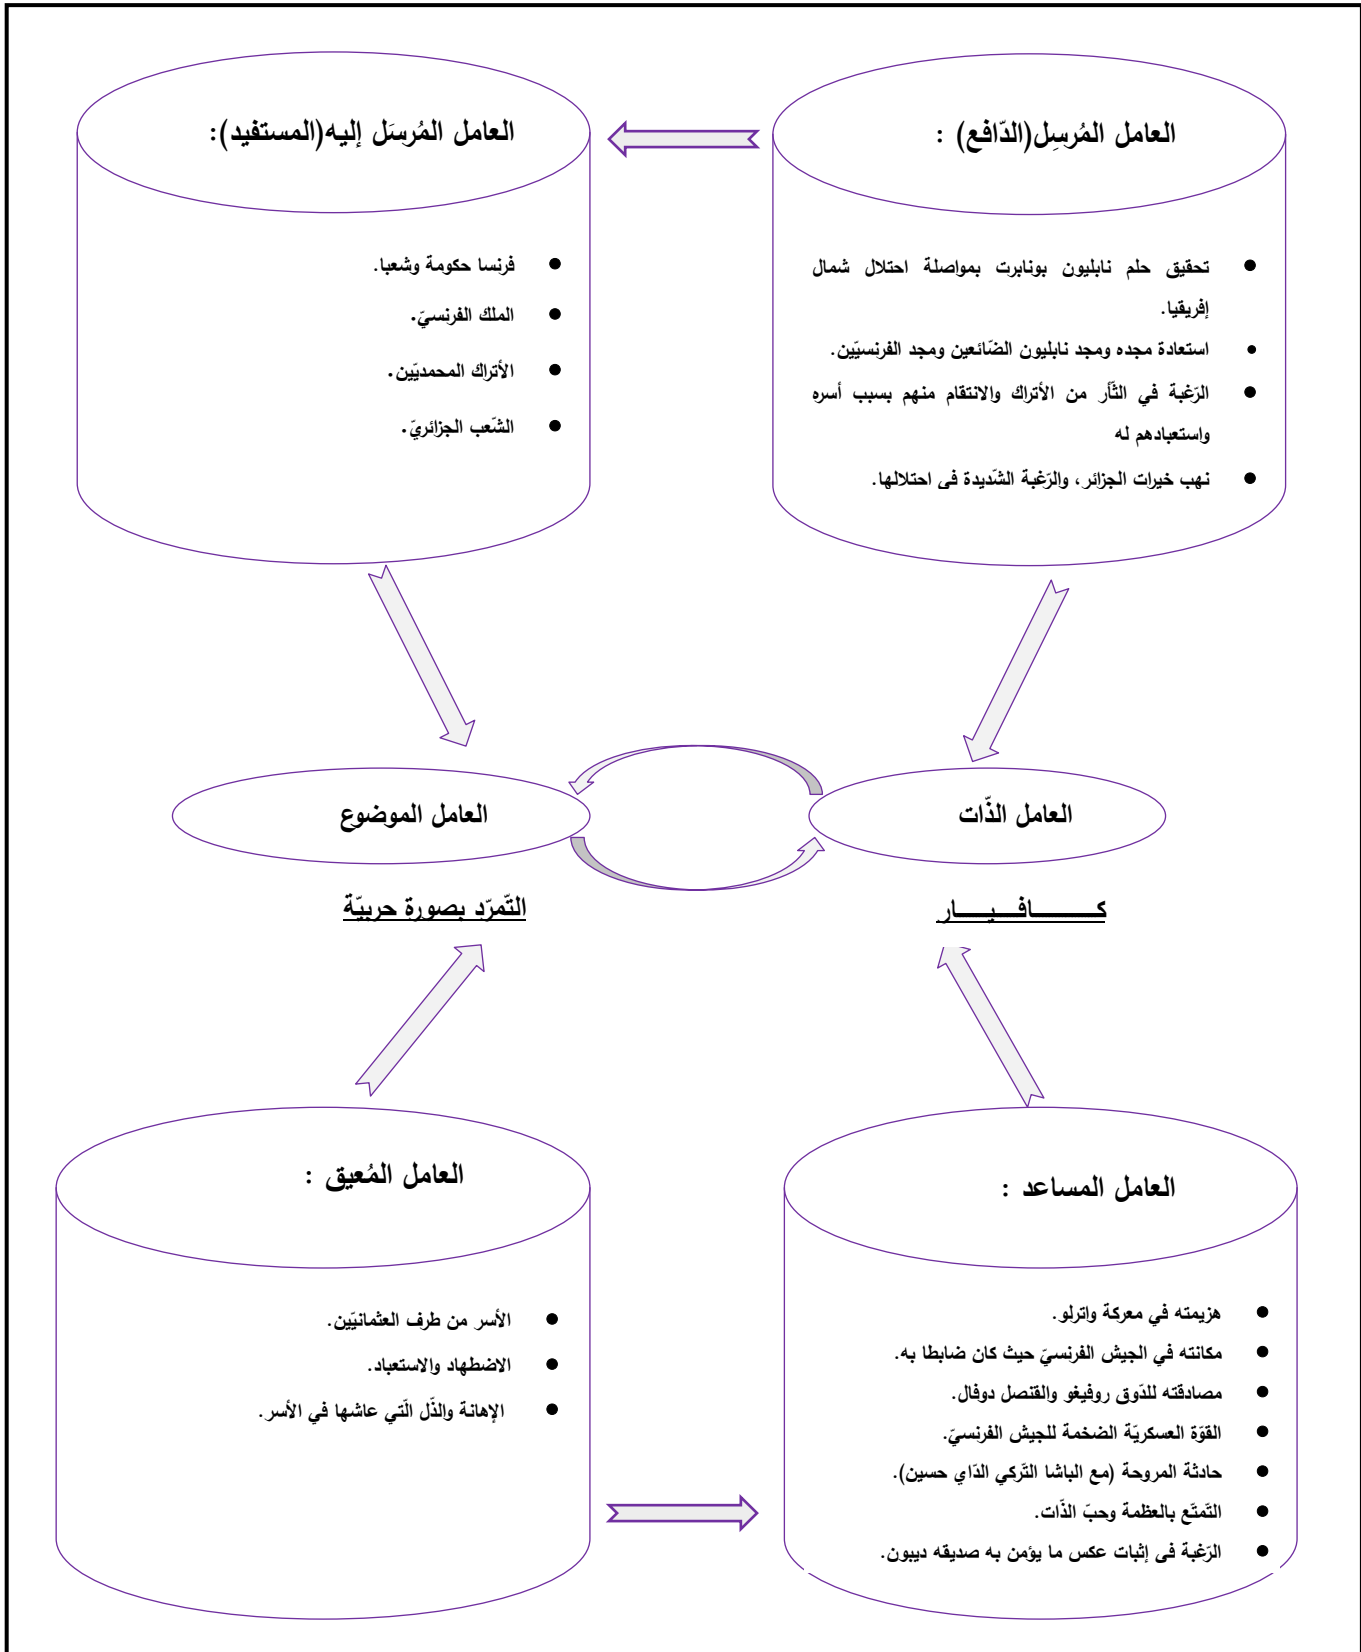 العامل المُرسِل(الدّافع) :
تحقيق حلم نابليون بونابرت بمواصلة احتلال شمال
إفريقيا.
استعادة مجده ومجد نابليون الضّائعين ومجد الفرنسيّين.
الرّغبة في الثّأر من الأتراك والانتقام منهم بسبب أسره
واستعبادهم له
نهب خيرات الجزائر، والرّغبة الشّديدة في احتلالها.
العامل المُرسَل إليه(المستفيد):
فرنسا حكومة وشعبا.
الملك الفرنسيّ.
الأتراك المحمديّين.
الشّعب الجزائريّ.
العامل الذّات
كــــافـــيــــار
العامل الموضوع
التّمرّد بصورة حربيّة
العامل المساعد :
هزيمته في معركة واترلو.
مكانته في الجيش الفرنسيّ حيث كان ضابطا به.
مصادقته للدّوق روفيغو والقنصل دوفال.
القوّة العسكريّة الضخمة للجيش الفرنسيّ.
حادثة المروحة (مع الباشا التّركي الدّاي حسين).
التّمتّع بالعظمة وحبّ الذّات.
الرّغبة في إثبات عكس ما يؤمن به صديقه ديبون.
العامل المُعيق :
الأسر من طرف العثمانيّين.
الاضطهاد والاستعباد.
الإهانة والذّل الّتي عاشها في الأسر.